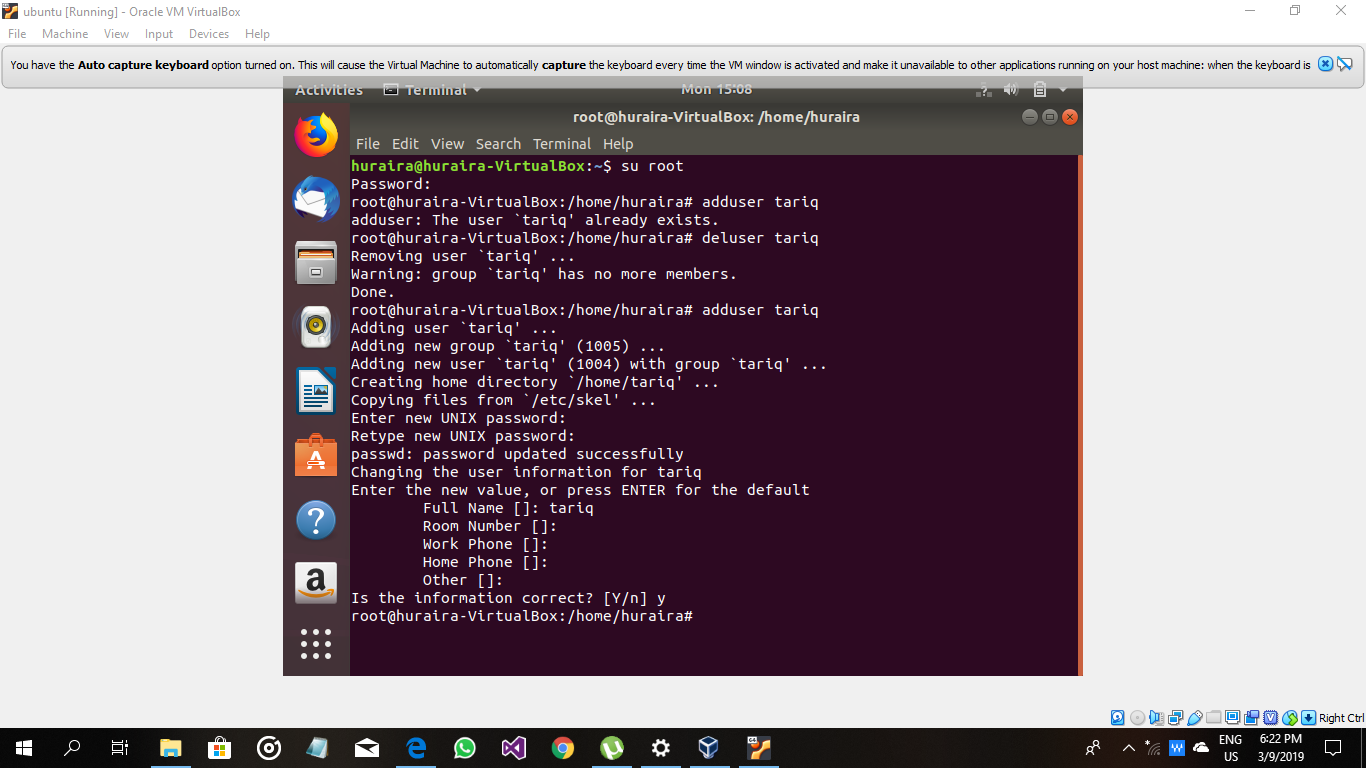 ubuntu [Running] - Oracle VM VirtualBox
File Machine View Input Devices Help
You have the Auto capture keyboard option turned on. This will cause the Virtual Machine to automatically capture the keyboard every time the VM window is activated and make it unavailable to other applications running on your host machine: when the keyboard is
Activities Terminal Mon 15:08
root@huraira-VirtualBox: /home/huraira
File Edit View Search Terminal Help
huraira@huraira-VirtualBox:~$ su root
Password:
root@huraira-VirtualBox:/home/huraira# adduser tariq
adduser: The user `tariq' already exists.
root@huraira-VirtualBox:/home/huraira# deluser tariq
Removing user `tariq' ...
Warning: group `tariq' has no more members.
Done.
root@huraira-VirtualBox:/home/huraira# adduser tariq
Adding user `tariq' ...
Adding new group `tariq' (1005) ...
Adding new user `tariq' (1004) with group `tariq' ...
Creating home directory `/home/tariq' ...
Copying files from `/etc/skel' ...
Enter new UNIX password:
Retype new UNIX password:
passwd: password updated successfully
Changing the user information for tariq
Enter the new value, or press ENTER for the default
Full Name []: tariq
Room Number []:
Work Phone []:
Home Phone []:
Other []:
Is the information correct? [Y/n] y
root@huraira-VirtualBox:/home/huraira#
Right Ctrl
ENG
US
6:22 PM
3/9/2019